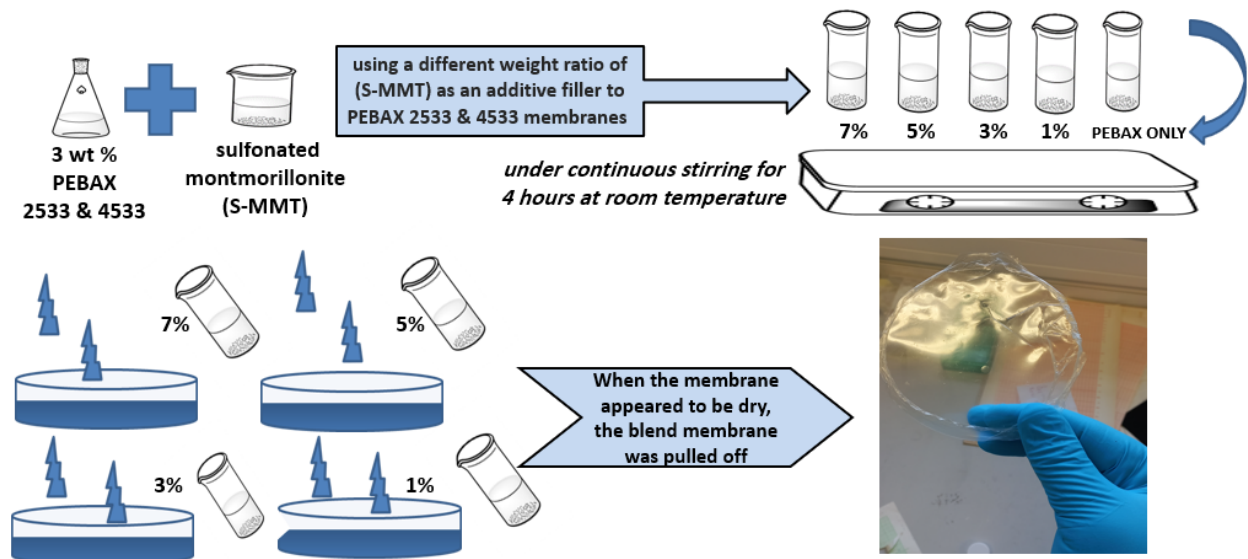 3 wt %
PEBAX
2533 & 4533
sulfonated
montmorillonite
(S-MMT)
using a different weight ratio of
(S-MMT) as an additive filler to
PEBAX 2533 & 4533 membranes
7%
5%
3%
1%
PEBAX ONLY
under continuous stirring for
4 hours at room temperature
7%
5%
3%
1%
When the membrane
appeared to be dry,
the blend membrane
was pulled off